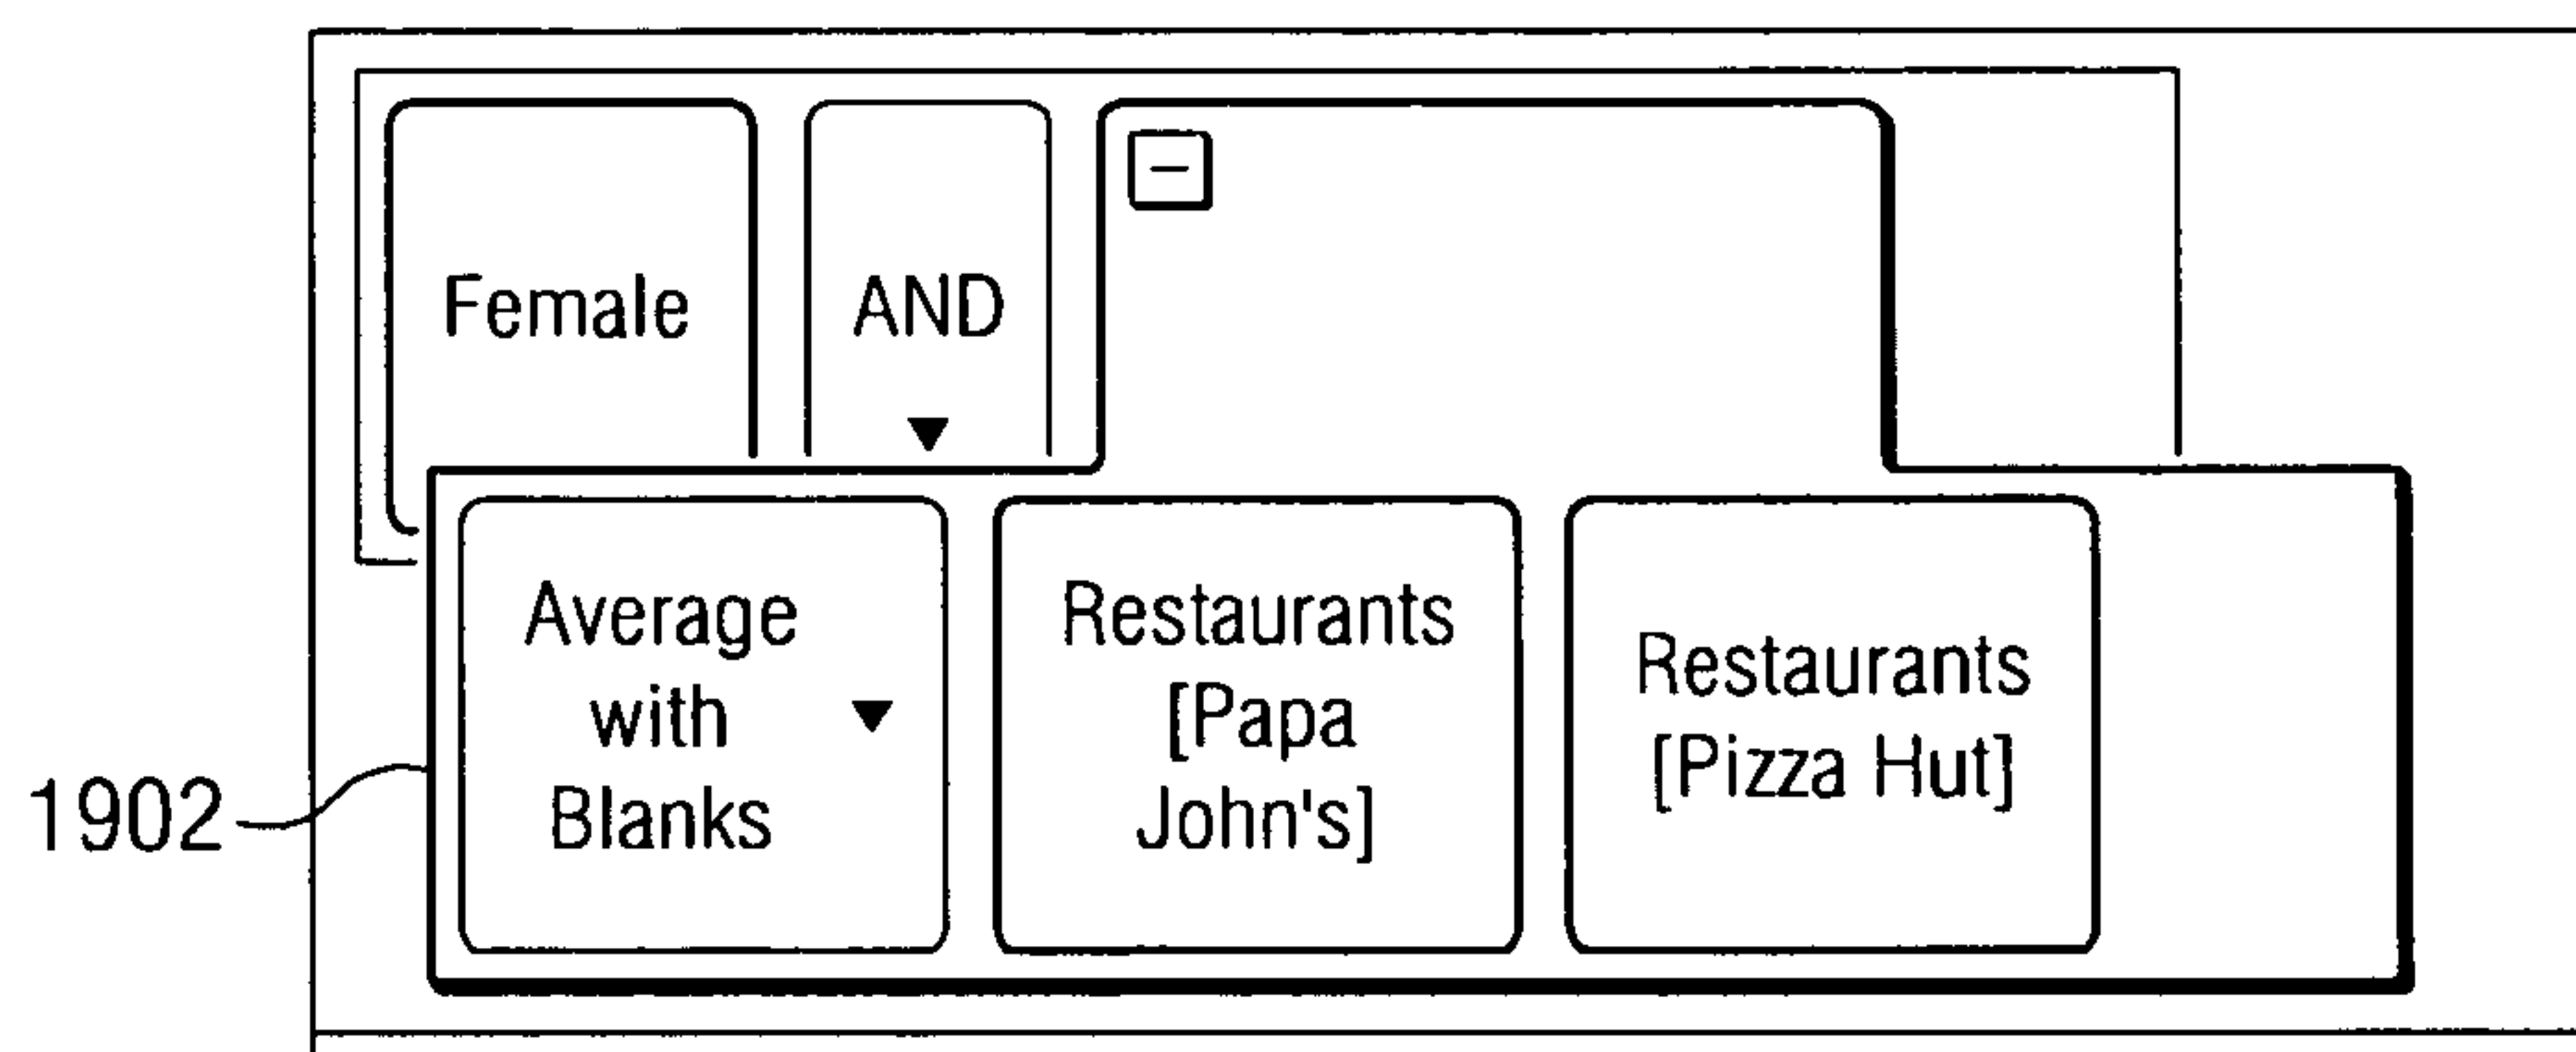 Female
AND
Average
with
Blanks
Restaurants
[Papa
John's]
Restaurants
[Pizza Hut]
1902